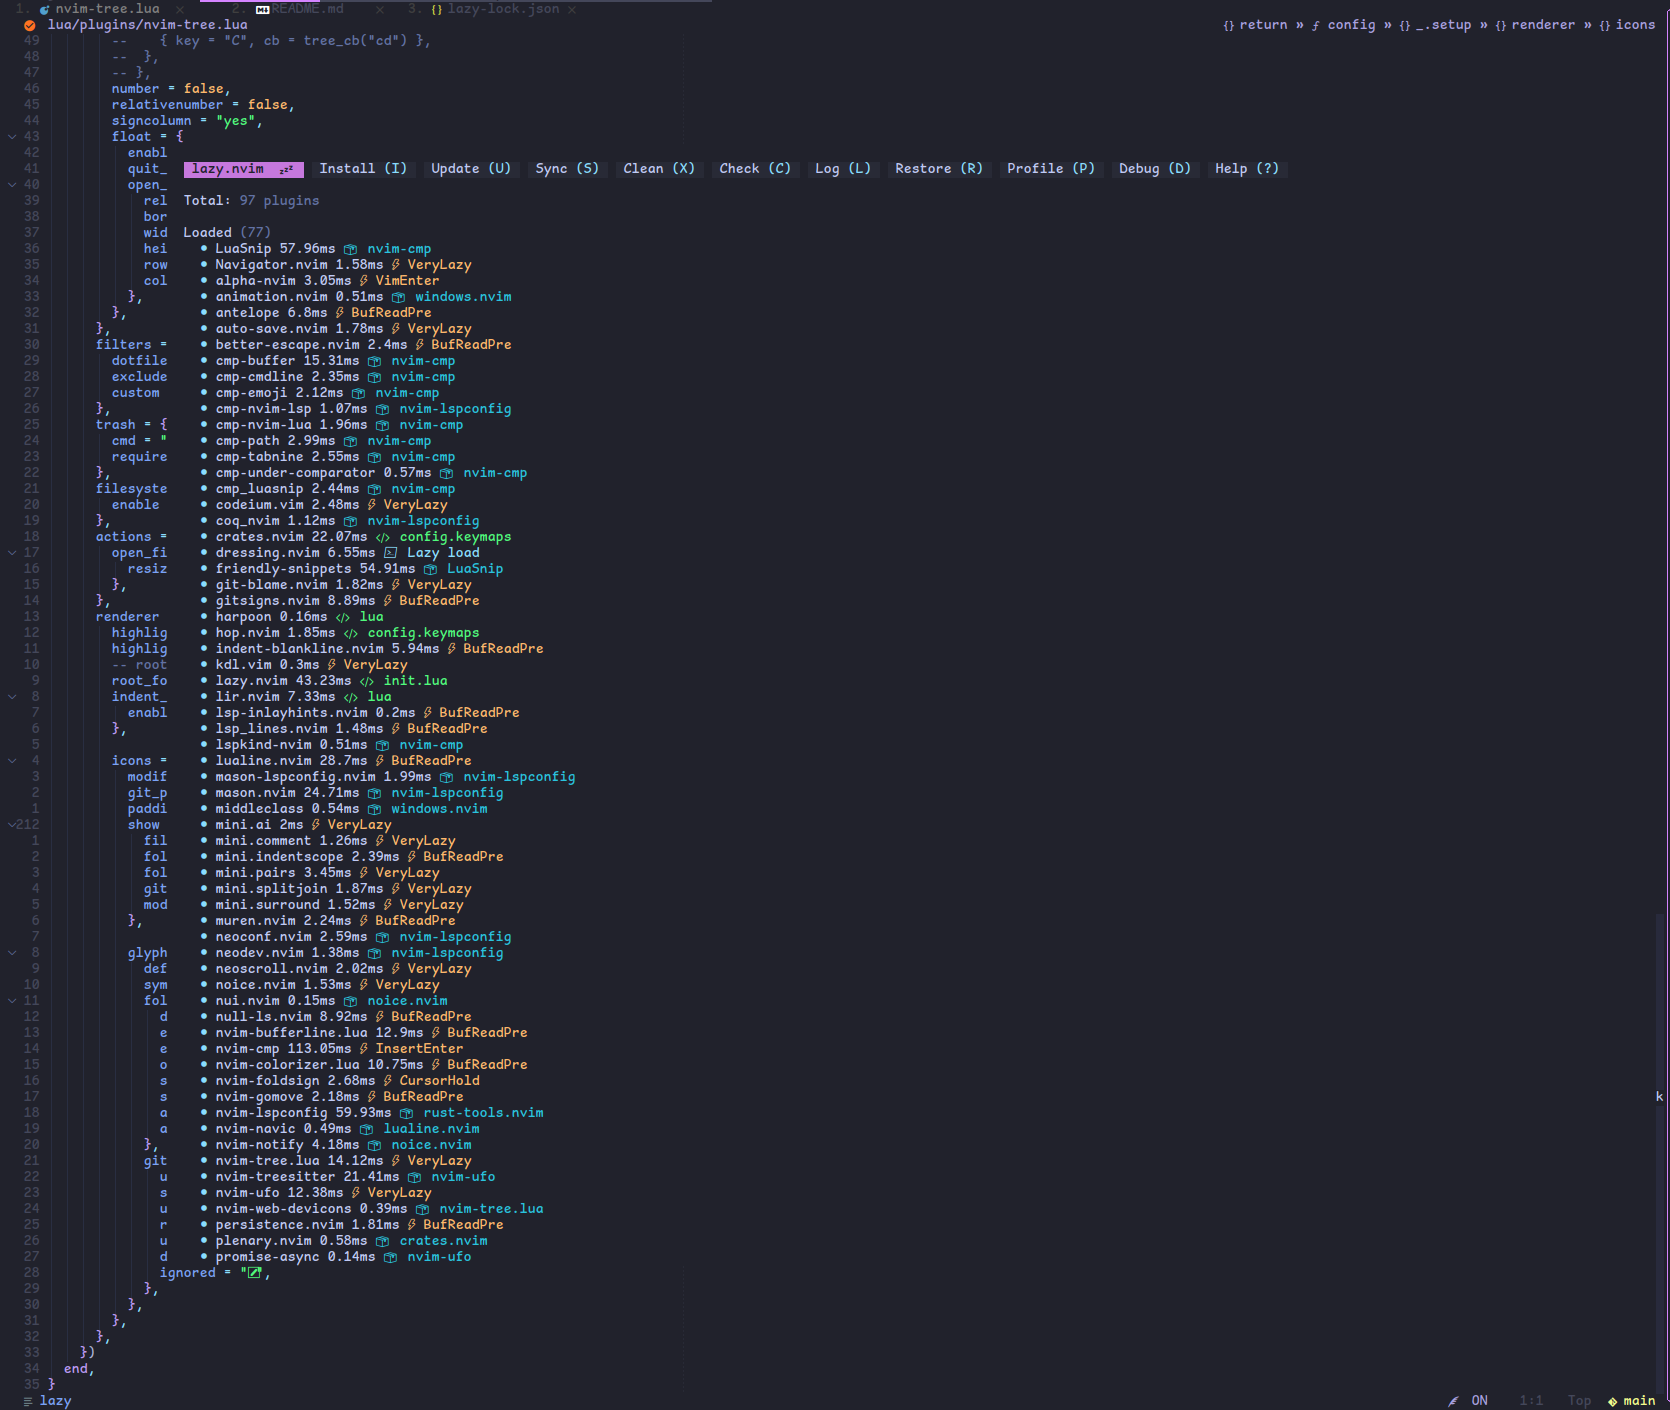 1. nvim-tree.lua × 2. README.md × 3. {} lazy-lock.json ×
lua/plugins/nvim-tree.lua {} return » ƒ config » {} _.setup » {} renderer » {} icons
49 -- { key = "C", cb = tree_cb("cd") },
48 -- },
47 -- },
46 number = false,
45 relativenumber = false,
44 signcolumn = "yes",
43 float = {
42 enabl
41 quit_ lazy.nvim zzz Install (I) Update (U) Sync (S) Clean (X) Check (C) Log (L) Restore (R) Profile (P) Debug (D) Help (?)
40 open_
39 rel Total: 97 plugins
38 bor
37 wid Loaded (77)
36 hei ● LuaSnip 57.96ms nvim-cmp
35 row ● Navigator.nvim 1.58ms VeryLazy
34 col ● alpha-nvim 3.05ms VimEnter
33 }, ● animation.nvim 0.51ms windows.nvim
32 }, ● antelope 6.8ms BufReadPre
31 }, ● auto-save.nvim 1.78ms VeryLazy
30 filters = ● better-escape.nvim 2.4ms BufReadPre
29 dotfile ● cmp-buffer 15.31ms nvim-cmp
28 exclude ● cmp-cmdline 2.35ms nvim-cmp
27 custom ● cmp-emoji 2.12ms nvim-cmp
26 }, ● cmp-nvim-lsp 1.07ms nvim-lspconfig
25 trash = { ● cmp-nvim-lua 1.96ms nvim-cmp
24 cmd = " ● cmp-path 2.99ms nvim-cmp
23 require ● cmp-tabnine 2.55ms nvim-cmp
22 }, ● cmp-under-comparator 0.57ms nvim-cmp
21 filesyste ● cmp_luasnip 2.44ms nvim-cmp
20 enable ● codeium.vim 2.48ms VeryLazy
19 }, ● coq_nvim 1.12ms nvim-lspconfig
18 actions = ● crates.nvim 22.07ms </> config.keymaps
17 open_fi ● dressing.nvim 6.55ms Lazy load
16 resiz ● friendly-snippets 54.91ms LuaSnip
15 }, ● git-blame.nvim 1.82ms VeryLazy
14 }, ● gitsigns.nvim 8.89ms BufReadPre
13 renderer ● harpoon 0.16ms </> lua
12 highlig ● hop.nvim 1.85ms </> config.keymaps
11 highlig ● indent-blankline.nvim 5.94ms BufReadPre
10 -- root ● kdl.vim 0.3ms VeryLazy
9 root_fo ● lazy.nvim 43.23ms </> init.lua
8 indent_ ● lir.nvim 7.33ms </> lua
7 enabl ● lsp-inlayhints.nvim 0.2ms BufReadPre
6 }, ● lsp_lines.nvim 1.48ms BufReadPre
5 ● lspkind-nvim 0.51ms nvim-cmp
4 icons = ● lualine.nvim 28.7ms BufReadPre
3 modif ● mason-lspconfig.nvim 1.99ms nvim-lspconfig
2 git_p ● mason.nvim 24.71ms nvim-lspconfig
1 paddi ● middleclass 0.54ms windows.nvim
212 show ● mini.ai 2ms VeryLazy
1 fil ● mini.comment 1.26ms VeryLazy
2 fol ● mini.indentscope 2.39ms BufReadPre
3 fol ● mini.pairs 3.45ms VeryLazy
4 git ● mini.splitjoin 1.87ms VeryLazy
5 mod ● mini.surround 1.52ms VeryLazy
6 }, ● muren.nvim 2.24ms BufReadPre
7 ● neoconf.nvim 2.59ms nvim-lspconfig
8 glyph ● neodev.nvim 1.38ms nvim-lspconfig
9 def ● neoscroll.nvim 2.02ms VeryLazy
10 sym ● noice.nvim 1.53ms VeryLazy
11 fol ● nui.nvim 0.15ms noice.nvim
12 d ● null-ls.nvim 8.92ms BufReadPre
13 e ● nvim-bufferline.lua 12.9ms BufReadPre
14 e ● nvim-cmp 113.05ms InsertEnter
15 o ● nvim-colorizer.lua 10.75ms BufReadPre
16 s ● nvim-foldsign 2.68ms CursorHold
17 s ● nvim-gomove 2.18ms BufReadPre k
18 a ● nvim-lspconfig 59.93ms rust-tools.nvim
19 a ● nvim-navic 0.49ms lualine.nvim
20 }, ● nvim-notify 4.18ms noice.nvim
21 git ● nvim-tree.lua 14.12ms VeryLazy
22 u ● nvim-treesitter 21.41ms nvim-ufo
23 s ● nvim-ufo 12.38ms VeryLazy
24 u ● nvim-web-devicons 0.39ms nvim-tree.lua
25 r ● persistence.nvim 1.81ms BufReadPre
26 u ● plenary.nvim 0.58ms crates.nvim
27 d ● promise-async 0.14ms nvim-ufo
28 ignored = "",
29 },
30 },
31 },
32 },
33 })
34 end,
35 }
lazy ON 1:1 Top main